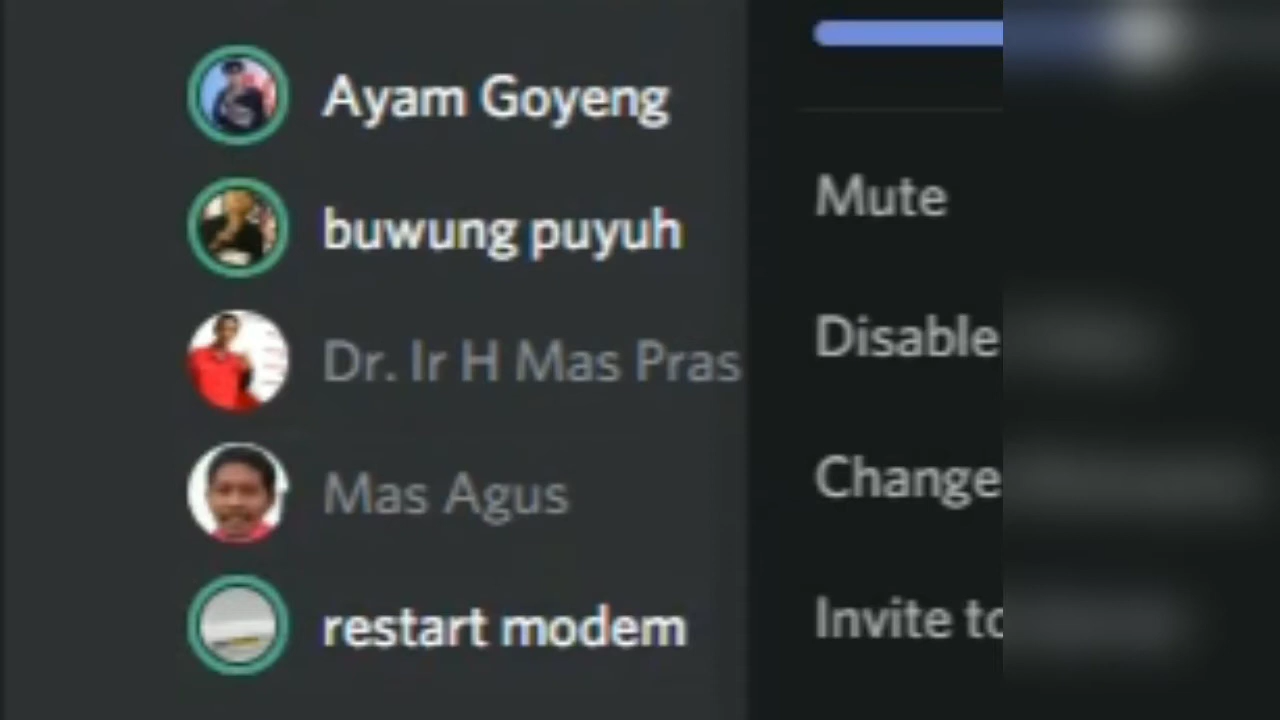 Ayam Goyeng
buwung puyuh
Dr. Ir H Mas Pras
Mas Agus
restart modem
Mute
Disable
Change
Invite to